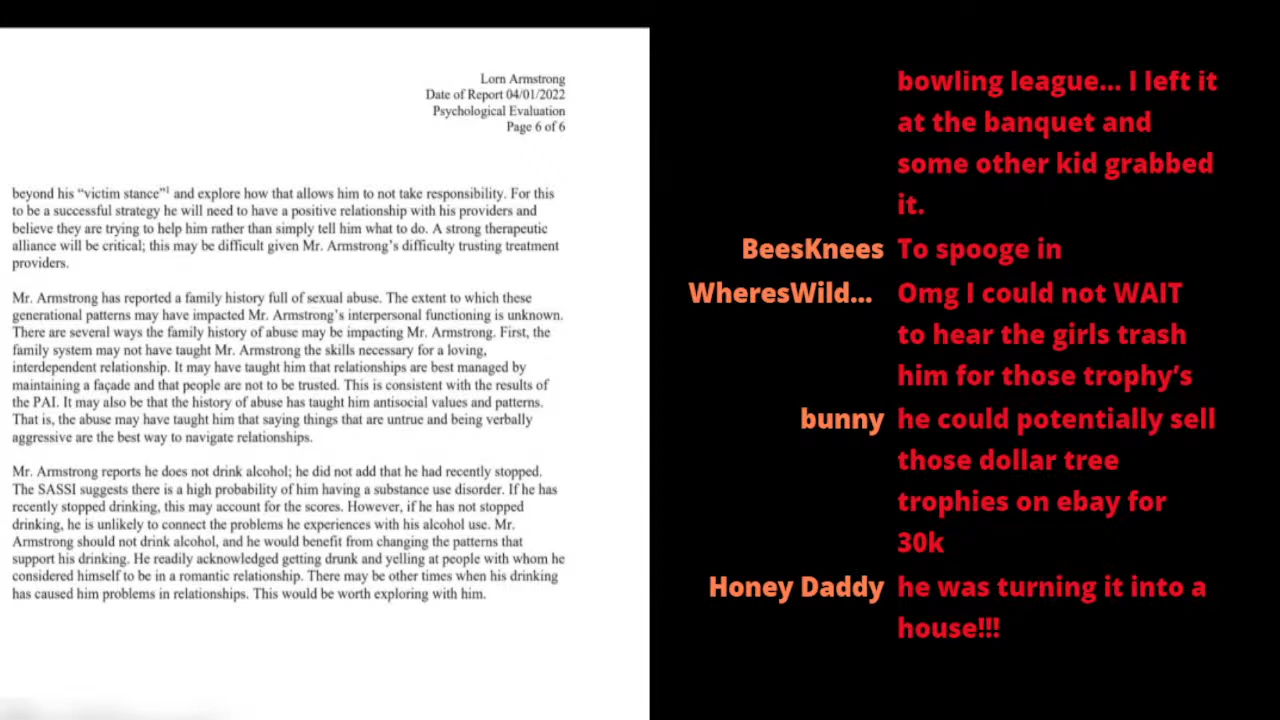 Lorn Armstrong
Date of Report 04/01/2022
Psychological Evaluation
Page 6 of 6
beyond his “victim stance”¹ and explore how that allows him to not take responsibility. For this
to be a successful strategy he will need to have a positive relationship with his providers and
believe they are trying to help him rather than simply tell him what to do. A strong therapeutic
alliance will be critical; this may be difficult given Mr. Armstrong’s difficulty trusting treatment
providers.
Mr. Armstrong has reported a family history full of sexual abuse. The extent to which these
generational patterns may have impacted Mr. Armstrong’s interpersonal functioning is unknown.
There are several ways the family history of abuse may be impacting Mr. Armstrong. First, the
family system may not have taught Mr. Armstrong the skills necessary for a loving,
interdependent relationship. It may have taught him that relationships are best managed by
maintaining a façade and that people are not to be trusted. This is consistent with the results of
the PAI. It may also be that the history of abuse has taught him antisocial values and patterns.
That is, the abuse may have taught him that saying things that are untrue and being verbally
aggressive are the best way to navigate relationships.
Mr. Armstrong reports he does not drink alcohol; he did not add that he had recently stopped.
The SASSI suggests there is a high probability of him having a substance use disorder. If he has
recently stopped drinking, this may account for the scores. However, if he has not stopped
drinking, he is unlikely to connect the problems he experiences with his alcohol use. Mr.
Armstrong should not drink alcohol, and he would benefit from changing the patterns that
support his drinking. He readily acknowledged getting drunk and yelling at people with whom he
considered himself to be in a romantic relationship. There may be other times when his drinking
has caused him problems in relationships. This would be worth exploring with him.
bowling league... I left it
at the banquet and
some other kid grabbed
it.
BeesKnees To spooge in
WheresWild... Omg I could not WAIT
to hear the girls trash
him for those trophy’s
bunny he could potentially sell
those dollar tree
trophies on ebay for
30k
Honey Daddy he was turning it into a
house!!!